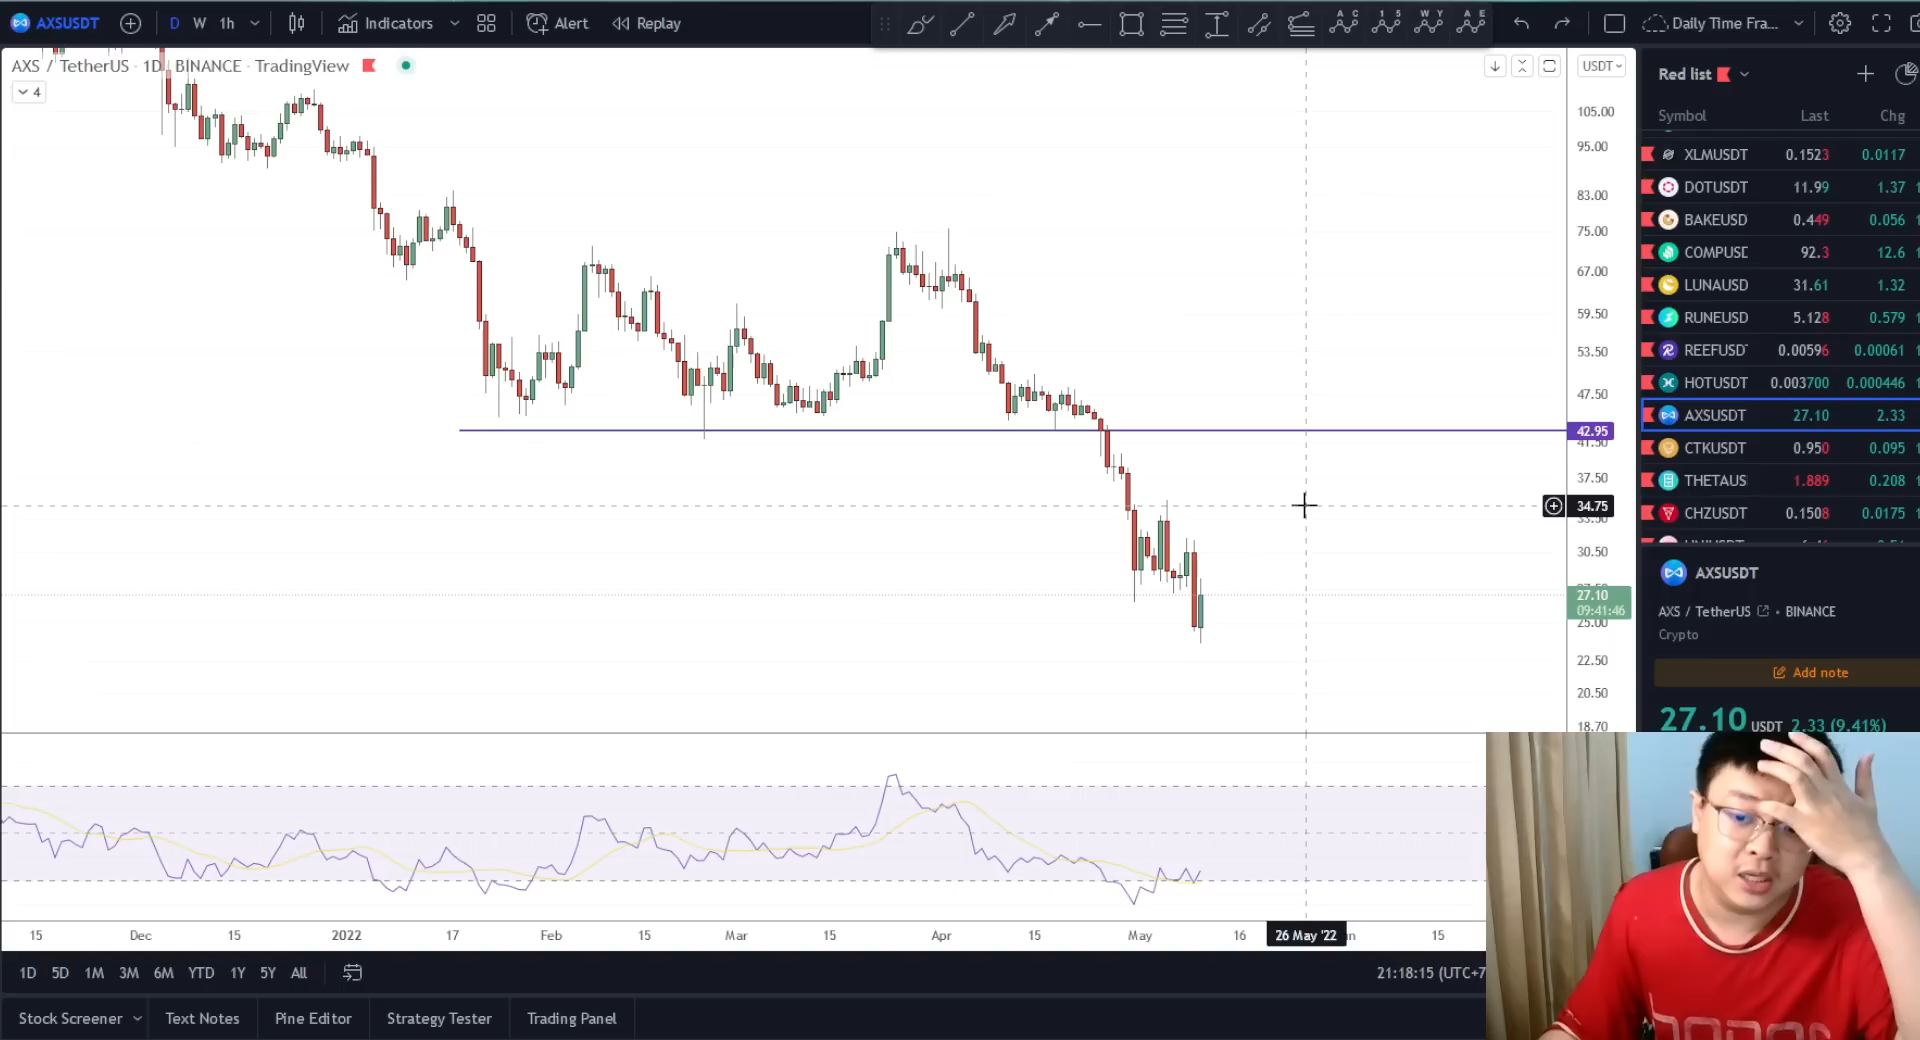 AXSUSDT D W 1h Indicators Alert Replay Daily Time Fra...
AXS / TetherUS · 1D BINANCE · TradingView
4
USDT
105.00
95.00
83.00
75.00
67.00
59.50
53.50
47.50
42.95
37.50
34.75
30.50
27.10
09:41:46
25.00
22.50
20.50
18.70
15 Dec 15 2022 17 Feb 15 Mar 15 Apr 15 May 16 26 May '22 15
1D 5D 1M 3M 6M YTD 1Y 5Y All
21:18:15 (UTC+7
Stock Screener Text Notes Pine Editor Strategy Tester Trading Panel
Red list
Symbol Last Chg
XLMUSDT 0.1523 0.0117
DOTUSDT 11.99 1.37
BAKEUSD 0.449 0.056
COMPUSD 92.3 12.6
LUNAUSD 31.61 1.32
RUNEUSD 5.128 0.579
REEFUSD 0.00596 0.00061
HOTUSDT 0.003700 0.000446
AXSUSDT 27.10 2.33
CTKUSDT 0.950 0.095
THETAUS 1.889 0.208
CHZUSDT 0.1508 0.0175
AXSUSDT
AXS / TetherUS • BINANCE
Crypto
Add note
27.10 USDT 2.33 (9.41%)